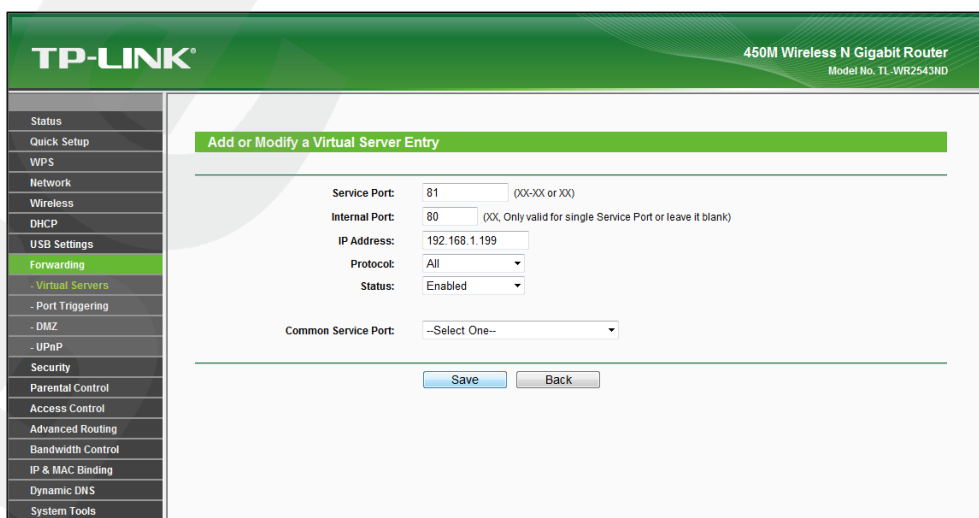 TP-LINK®
450M Wireless N Gigabit Router
Model No. TL-WR2543ND
Status
Quick Setup
WPS
Network
Wireless
DHCP
USB Settings
Forwarding
- Virtual Servers
- Port Triggering
- DMZ
- UPnP
Security
Parental Control
Access Control
Advanced Routing
Bandwidth Control
IP & MAC Binding
Dynamic DNS
System Tools
Add or Modify a Virtual Server Entry
Service Port: 81 (XX-XX or XX)
Internal Port: 80 (XX, Only valid for single Service Port or leave it blank)
IP Address: 192.168.1.199
Protocol: All
Status: Enabled
Common Service Port: --Select One--
Save Back